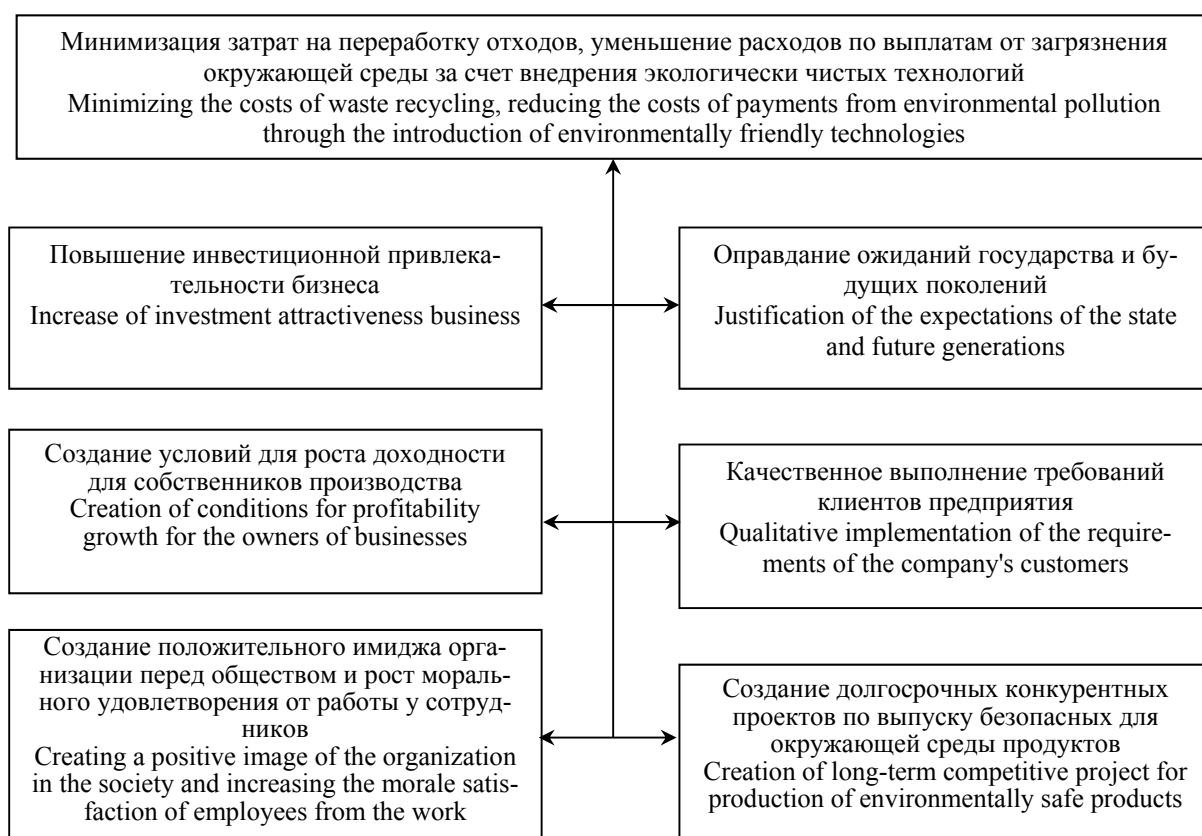 Минимизация затрат на переработку отходов, уменьшение расходов по выплатам от загрязнения
окружающей среды за счет внедрения экологически чистых технологий
Minimizing the costs of waste recycling, reducing the costs of payments from environmental pollution
through the introduction of environmentally friendly technologies
Повышение инвестиционной привлека-
тельности бизнеса
Increase of investment attractiveness business
Оправдание ожиданий государства и бу-
дущих поколений
Justification of the expectations of the state
and future generations
Создание условий для роста доходности
для собственников производства
Creation of conditions for profitability
growth for the owners of businesses
Качественное выполнение требований
клиентов предприятия
Qualitative implementation of the require-
ments of the company's customers
Создание положительного имиджа орга-
низации перед обществом и рост мораль-
ного удовлетворения от работы у сотруд-
ников
Creating a positive image of the organization
in the society and increasing the morale satis-
faction of employees from the work
Создание долгосрочных конкурентных
проектов по выпуску безопасных для
окружающей среды продуктов
Creation of long-term competitive project for
production of environmentally safe products